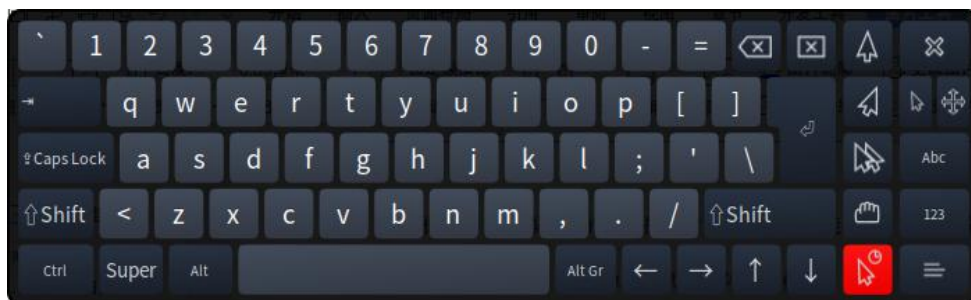 ` 1 2 3 4 5 6 7 8 9 0 - =
q w e r t y u i o p [ ]
⇪Caps Lock a s d f g h j k l ; ' \ Abc
⇧Shift < z x c v b n m , . / ⇧Shift 123
Ctrl Super Alt Alt Gr ← → ↑ ↓